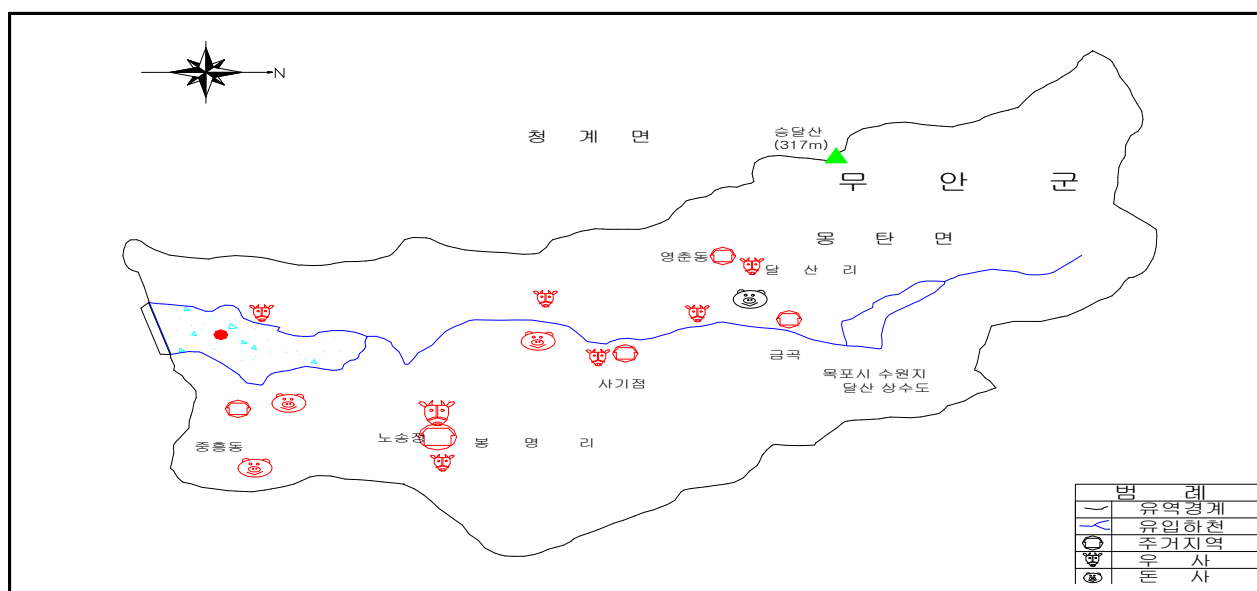 N
청 계 면
승달산
(317m)
무 안 군
몽 탄 면
영춘동
달 산 리
금곡
목포시 수원지
달산 상수도
사기점
노송정
봉 명 리
중흥동
범 례
유역경계
유입하천
주거지역
우 사
돈 사